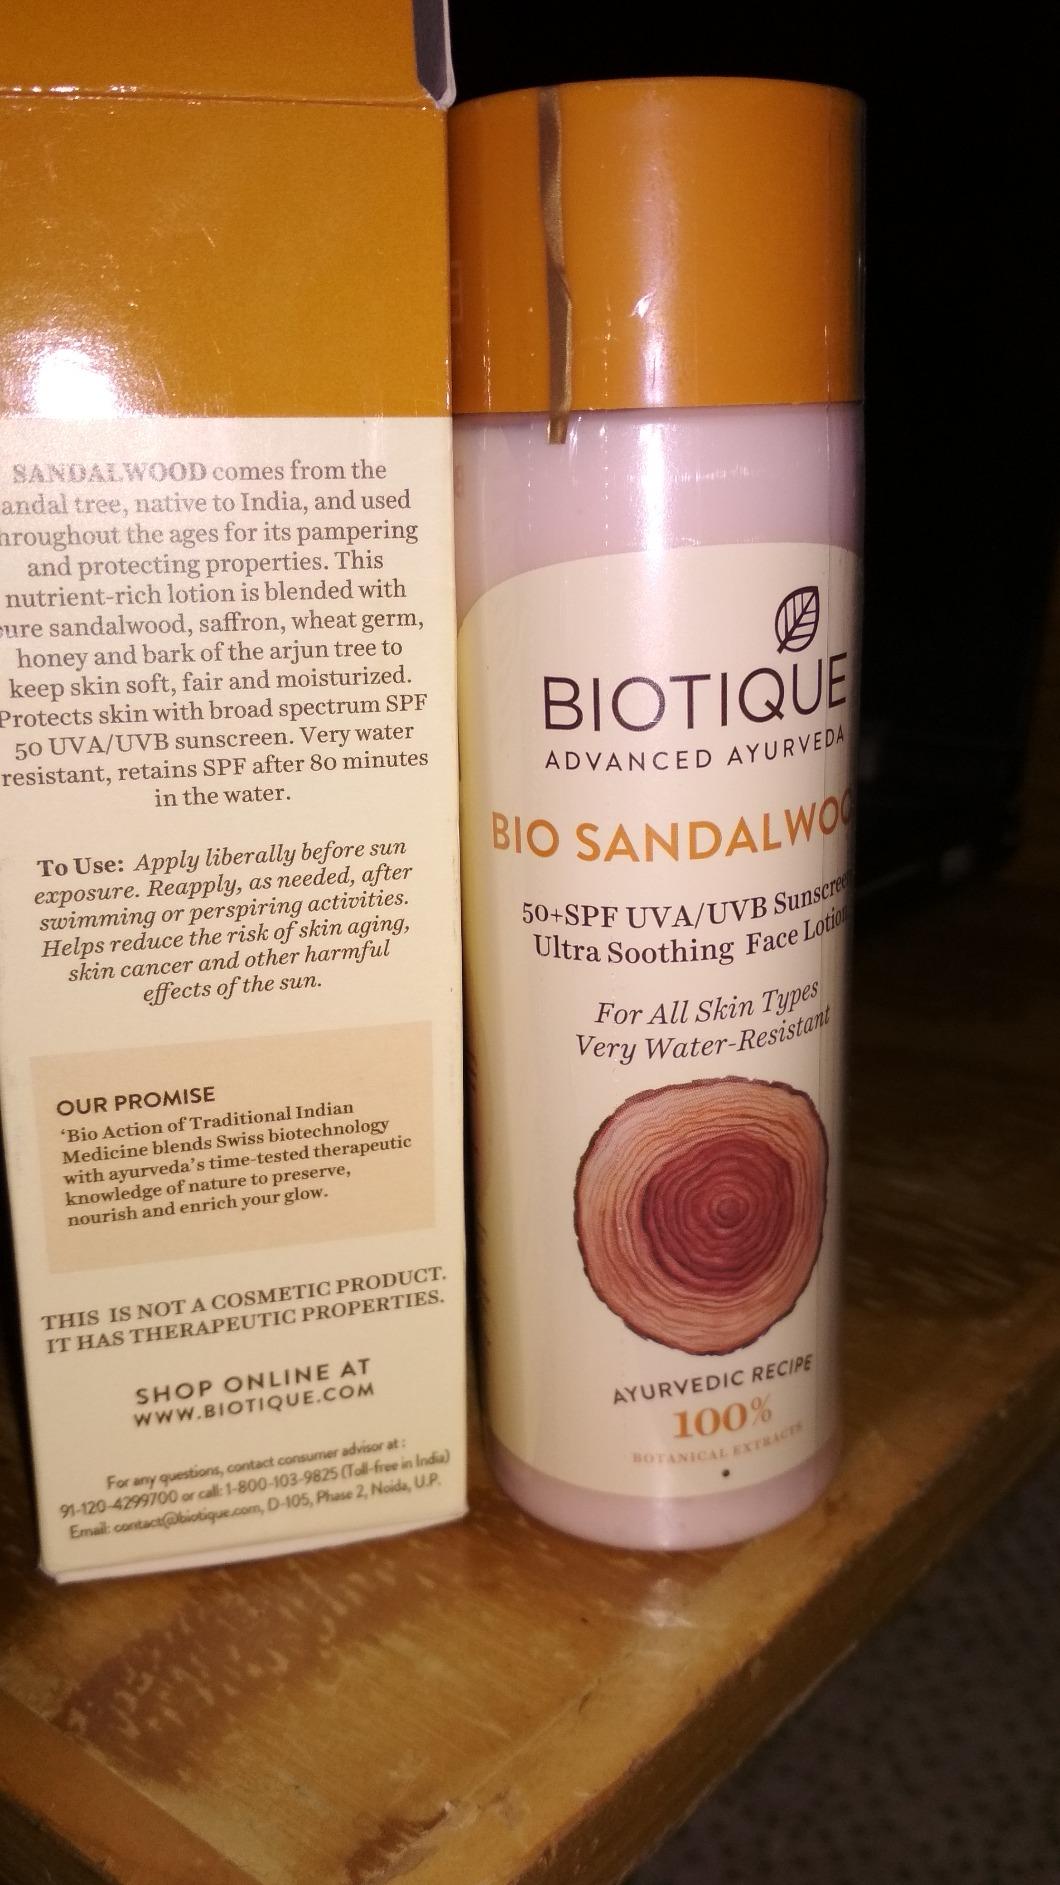 SANDALWOOD comes from the
andal tree, native to India, and used
hroughout the ages for its pampering
and protecting properties. This
nutrient-rich lotion is blended with
ure sandalwood, saffron, wheat germ,
honey and bark of the arjun tree to
keep skin soft, fair and moisturized.
Protects skin with broad spectrum SPF
50 UVA/UVB sunscreen. Very water
resistant, retains SPF after 80 minutes
in the water.
To Use: Apply liberally before sun
exposure. Reapply, as needed, after
swimming or perspiring activities.
Helps reduce the risk of skin aging,
skin cancer and other harmful
effects of the sun.
OUR PROMISE
‘Bio Action of Traditional Indian
Medicine blends Swiss biotechnology
with ayurveda's time-tested therapeutic
knowledge of nature to preserve,
nourish and enrich your glow.
THIS IS NOT A COSMETIC PRODUCT.
IT HAS THERAPEUTIC PROPERTIES.
SHOP ONLINE AT
WWW.BIOTIQUE.COM
For any questions, contact consumer advisor at :
91-120-4299700 or call: 1-800-103-9825 (Toll-free in India)
Email: contact@biotique.com, D-105, Phase 2, Noida, U.P.
BIOTIQUE
ADVANCED AYURVEDA
BIO SANDALWOO
50+SPF UVA/UVB Sunscree
Ultra Soothing Face Lotion
For All Skin Types
Very Water-Resistant
AYURVEDIC RECIPE
100%
BOTANICAL EXTRACTS